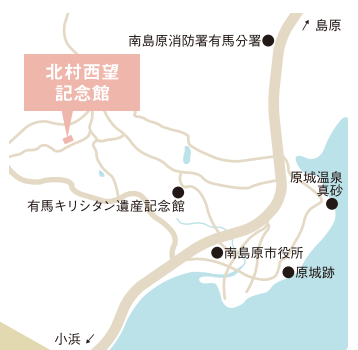 島原
南島原消防署有馬分署
北村西望
記念館
原城温泉
真砂
有馬キリシタン遺産記念館
南島原市役所
原城跡
小浜